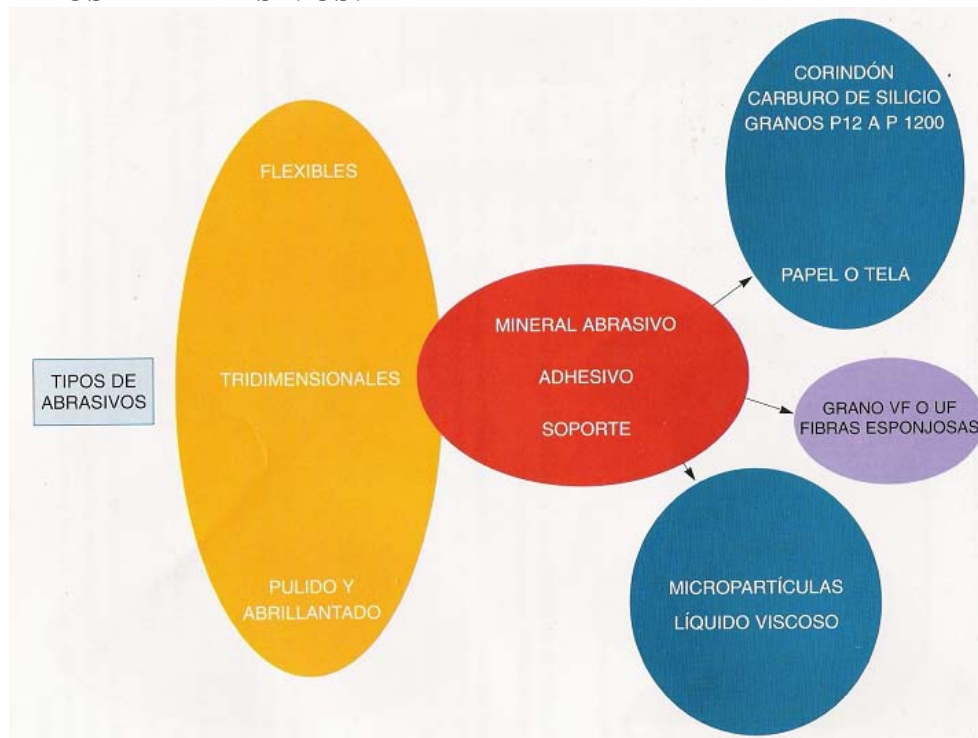 TIPOS DE
ABRASIVOS
FLEXIBLES
TRIDIMENSIONALES
PULIDO Y
ABRILLANTADO
MINERAL ABRASIVO
ADHESIVO
SOPORTE
CORINDÓN
CARBURO DE SILICIO
GRANOS P12 A P 1200
PAPEL O TELA
GRANO VF O UF
FIBRAS ESPONJOSAS
MICROPARTÍCULAS
LÍQUIDO VISCOSO